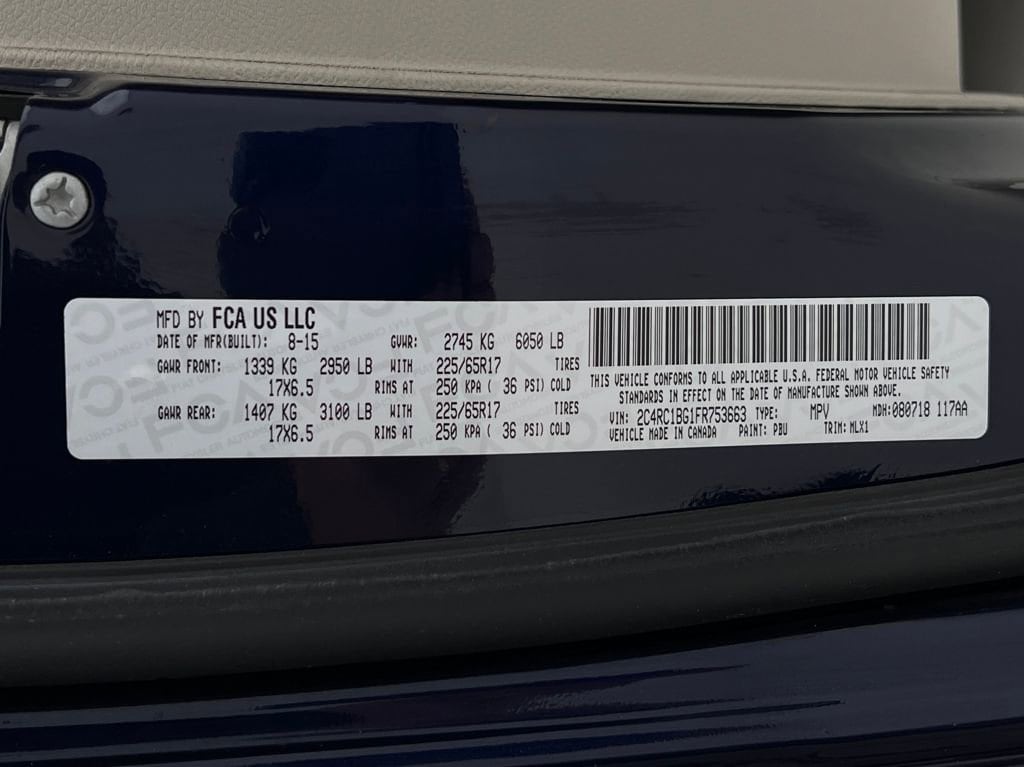 MFD BY FCA US LLC
DATE OF MFR(BUILT): 8-15 GVWR: 2745 KG 6050 LB
GAWR FRONT: 1339 KG 2950 LB WITH 225/65R17 TIRES
17X6.5 RIMS AT 250 KPA ( 36 PSI) COLD
GAWR REAR: 1407 KG 3100 LB WITH 225/65R17 TIRES
17X6.5 RIMS AT 250 KPA ( 36 PSI) COLD
THIS VEHICLE CONFORMS TO ALL APPLICABLE U.S.A. FEDERAL MOTOR VEHICLE SAFETY
STANDARDS IN EFFECT ON THE DATE OF MANUFACTURE SHOWN ABOVE.
VIN: 2C4RC1BG1FR753663 TYPE: MPV MDH: 080718 117AA
VEHICLE MADE IN CANADA PAINT: PBU TRIM: MLX1